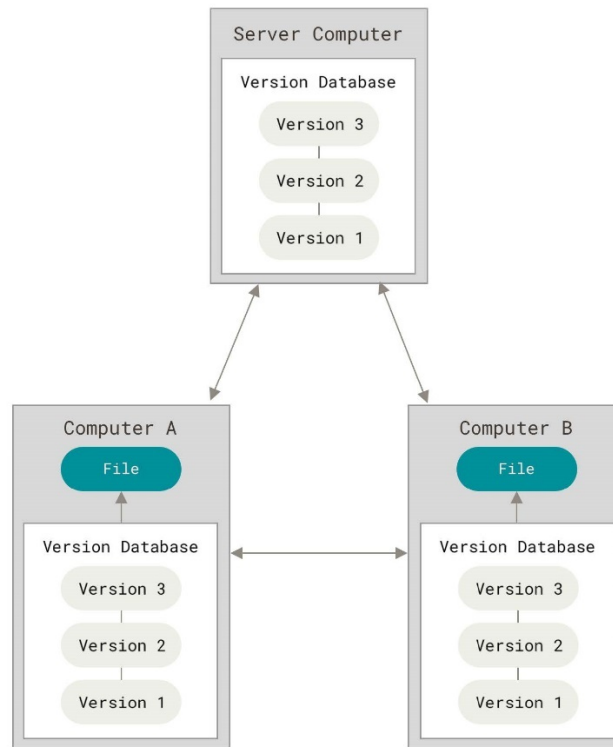 Server Computer
Version Database
Version 3
Version 2
Version 1
Computer A
File
Version Database
Version 3
Version 2
Version 1
Computer B
File
Version Database
Version 3
Version 2
Version 1